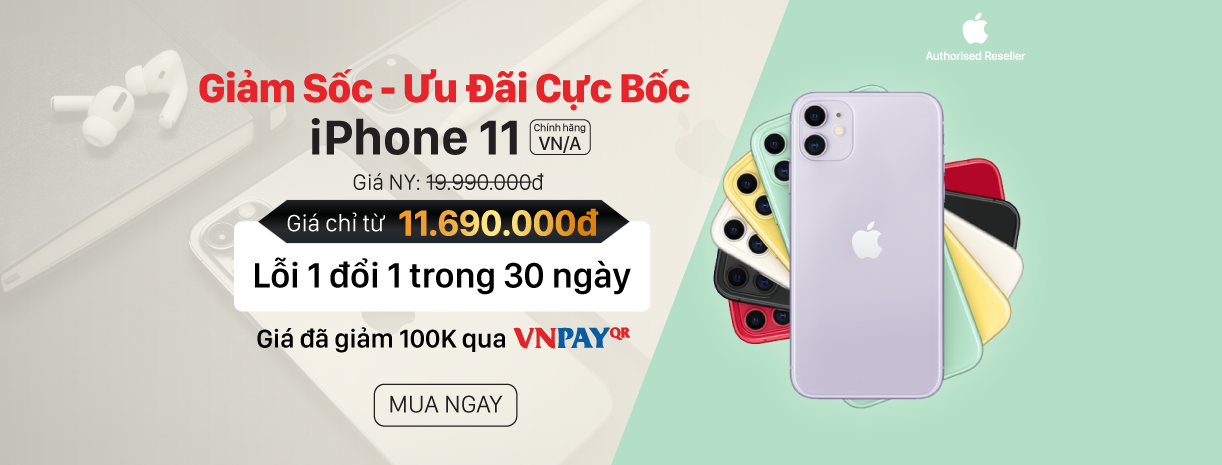 Authorised Reseller
Giảm Sốc - Ưu Đãi Cực Bốc
iPhone 11 Chính hãng VN/A
Giá NY: 19.990.000đ
Giá chỉ từ 11.690.000đ
Lỗi 1 đổi 1 trong 30 ngày
Giá đã giảm 100K qua VNPAYQR
MUA NGAY